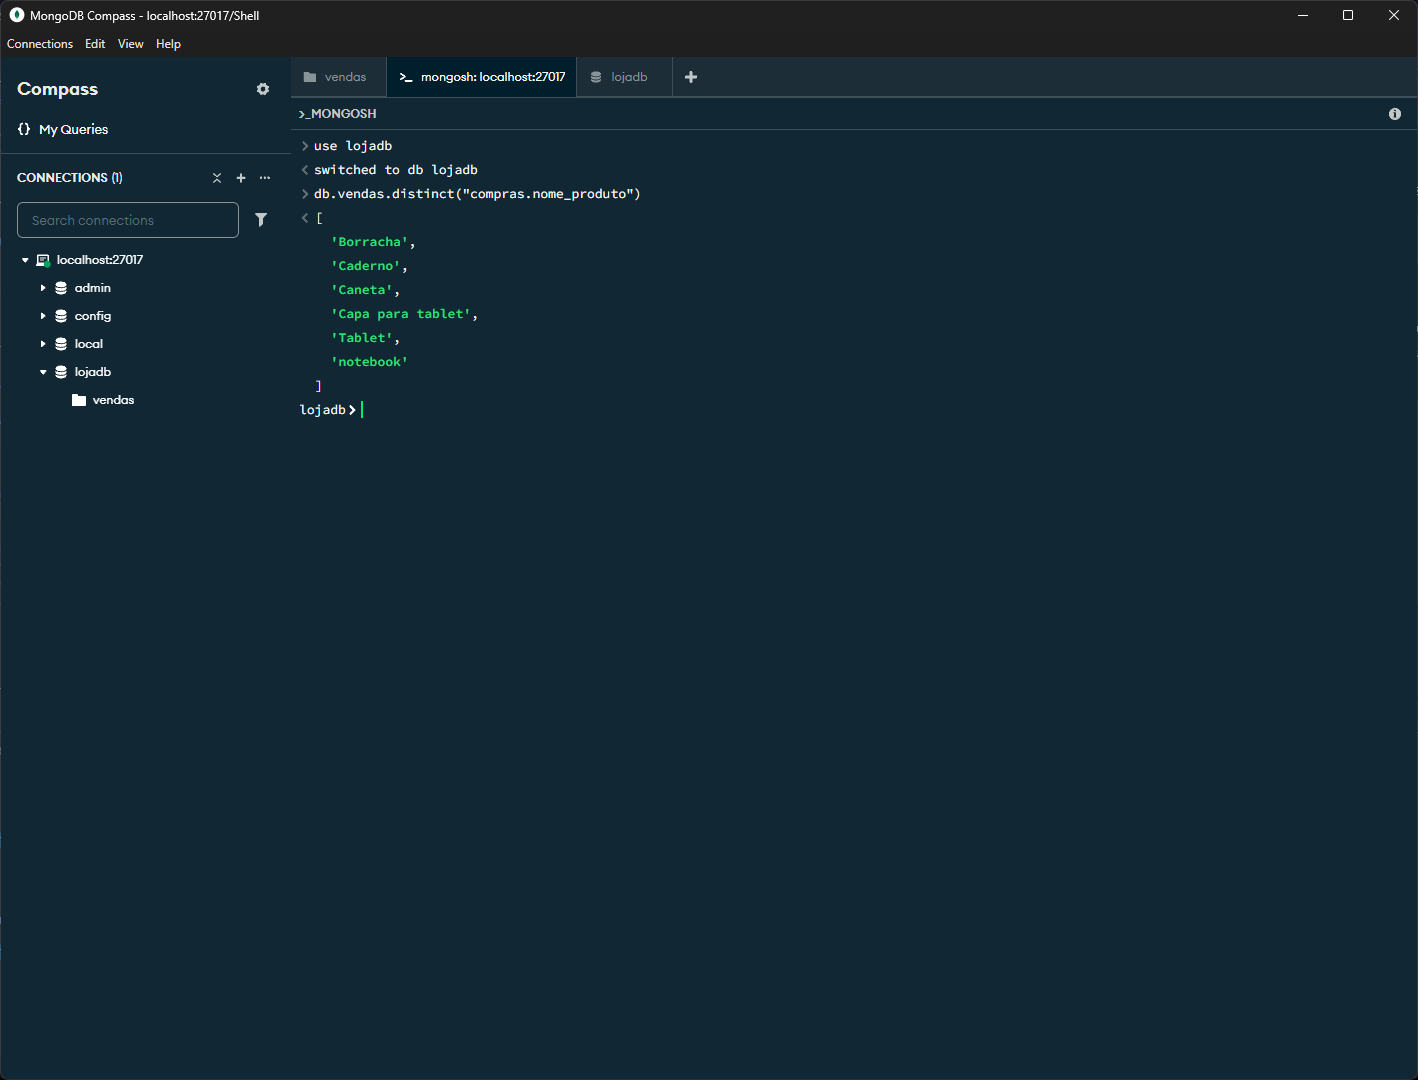 MongoDB Compass - localhost:27017/Shell
Connections Edit View Help
Compass
{} My Queries
CONNECTIONS (1)
Search connections
localhost:27017
admin
config
local
lojadb
vendas
vendas
>_ mongosh: localhost:27017
lojadb
>_MONGOSH
> use lojadb
< switched to db lojadb
> db.vendas.distinct("compras.nome_produto")
< [
'Borracha',
'Caderno',
'Caneta',
'Capa para tablet',
'Tablet',
'notebook'
]
lojadb>